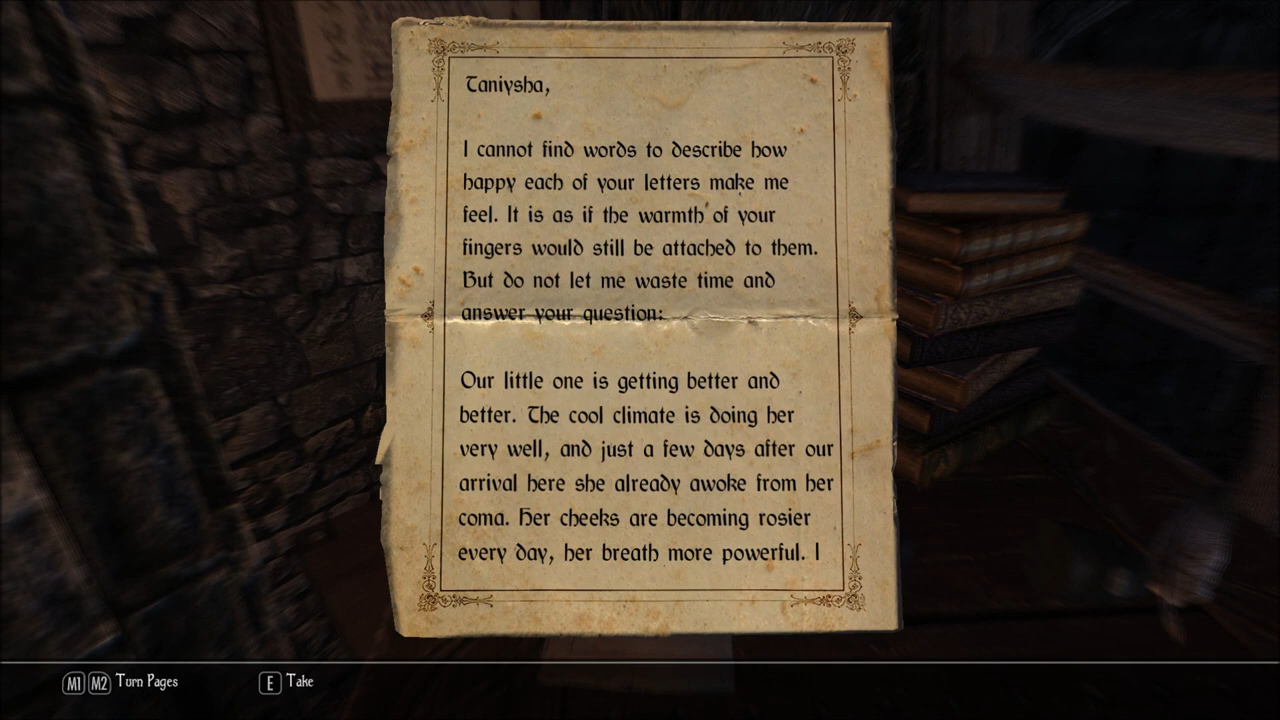 Taniysha,
I cannot find words to describe how
happy each of your letters make me
feel. It is as if the warmth of your
fingers would still be attached to them.
But do not let me waste time and
answer your question:
Our little one is getting better and
better. The cool climate is doing her
very well, and just a few days after our
arrival here she already awoke from her
coma. Her cheeks are becoming rosier
every day, her breath more powerful. I
M1 M2 Turn Pages
E Take